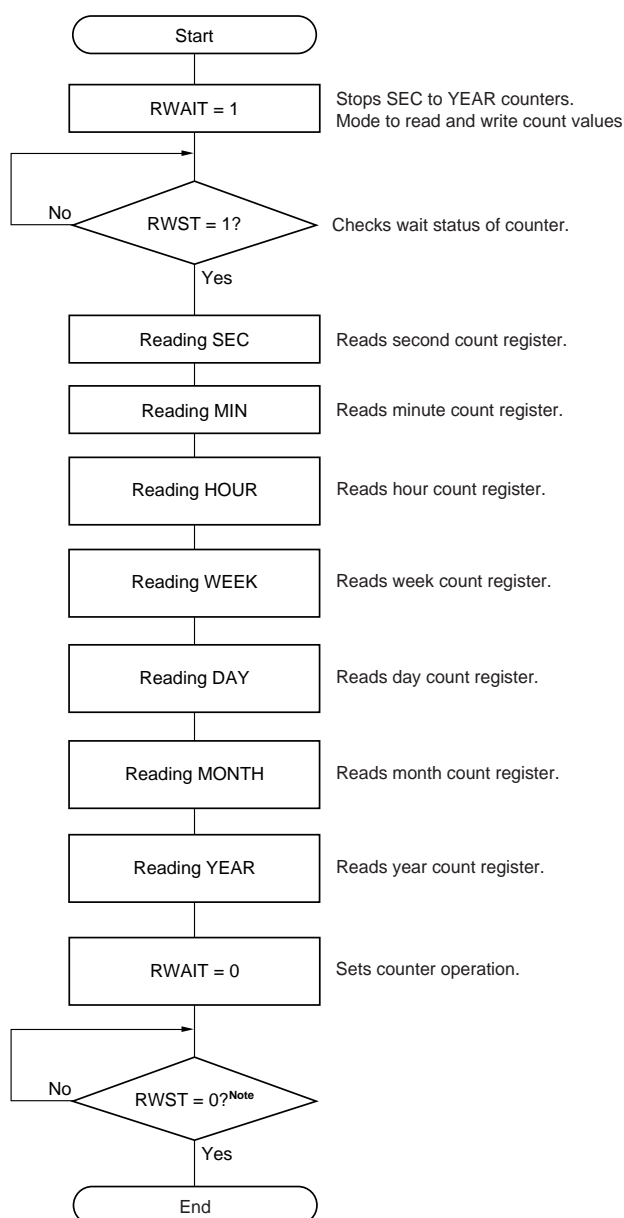 Start
RWAIT = 1
Stops SEC to YEAR counters.
Mode to read and write count values
No
RWST = 1?
Checks wait status of counter.
Yes
Reading SEC
Reads second count register.
Reading MIN
Reads minute count register.
Reading HOUR
Reads hour count register.
Reading WEEK
Reads week count register.
Reading DAY
Reads day count register.
Reading MONTH
Reads month count register.
Reading YEAR
Reads year count register.
RWAIT = 0
Sets counter operation.
No
RWST = 0?Note
Yes
End